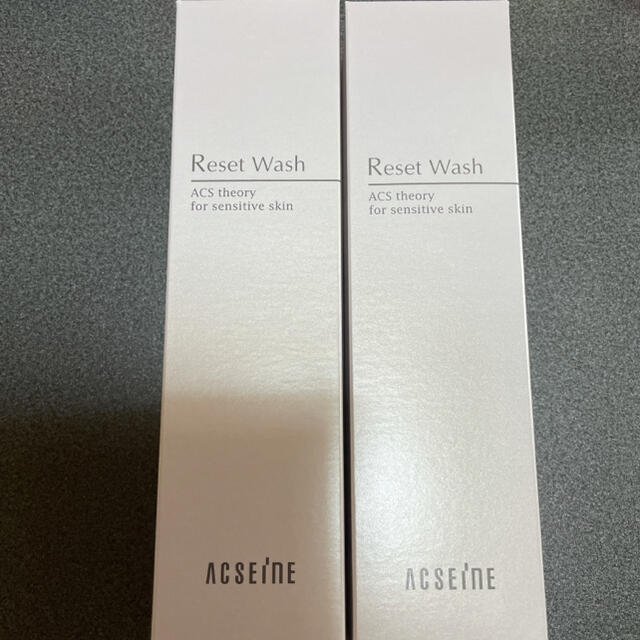 Reset Wash
ACS theory
for sensitive skin
ACSEINE
Reset Wash
ACS theory
for sensitive skin
ACSEINE